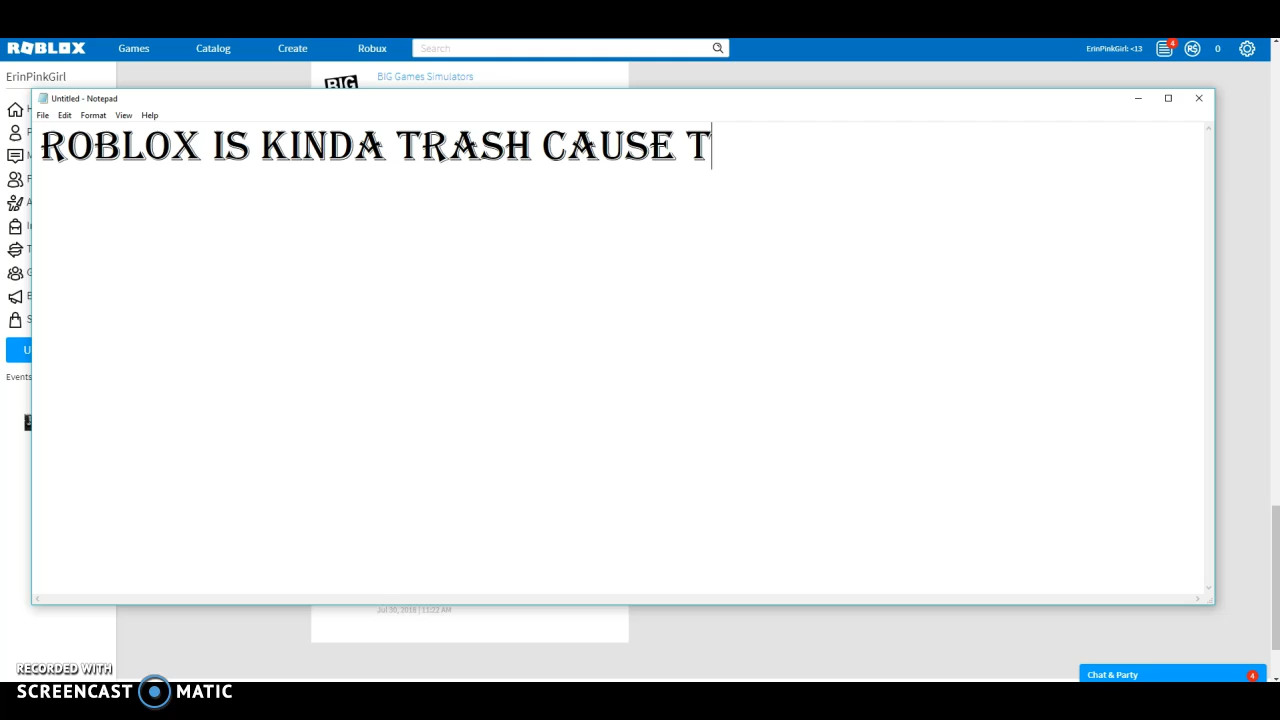 ROBLOX Games Catalog Create Robux Search ErinPinkGirl: <13 4 R$ 0
ErinPinkGirl
BIG Games Simulators
BIG
Untitled - Notepad
File Edit Format View Help
ROBLOX IS KINDA TRASH CAUSE T
Events
Jul 30, 2018 | 11:22 AM
RECORDED WITH
SCREENCAST MATIC
Chat & Party 4